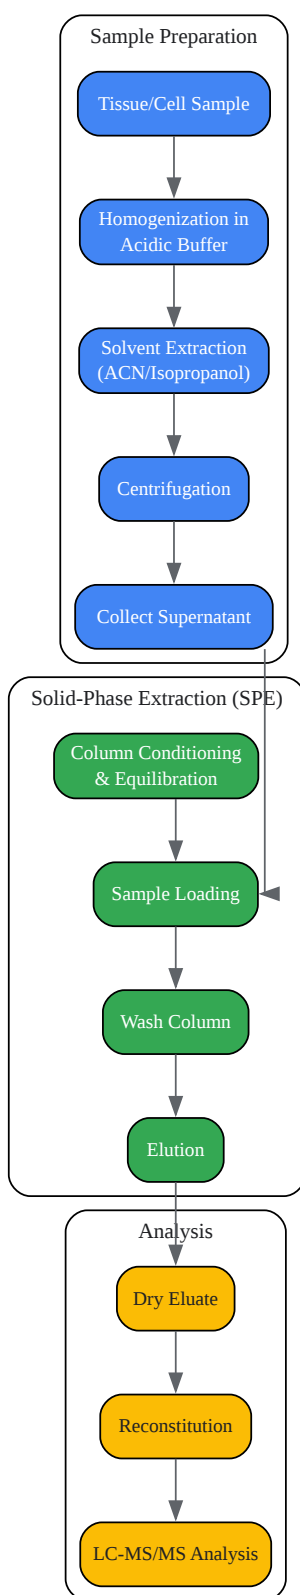 Sample Preparation
Tissue/Cell Sample
Homogenization in
Acidic Buffer
Solvent Extraction
(ACN/Isopropanol)
Centrifugation
Collect Supernatant
Solid-Phase Extraction (SPE)
Column Conditioning
& Equilibration
Sample Loading
Wash Column
Elution
Analysis
Dry Eluate
Reconstitution
LC-MS/MS Analysis